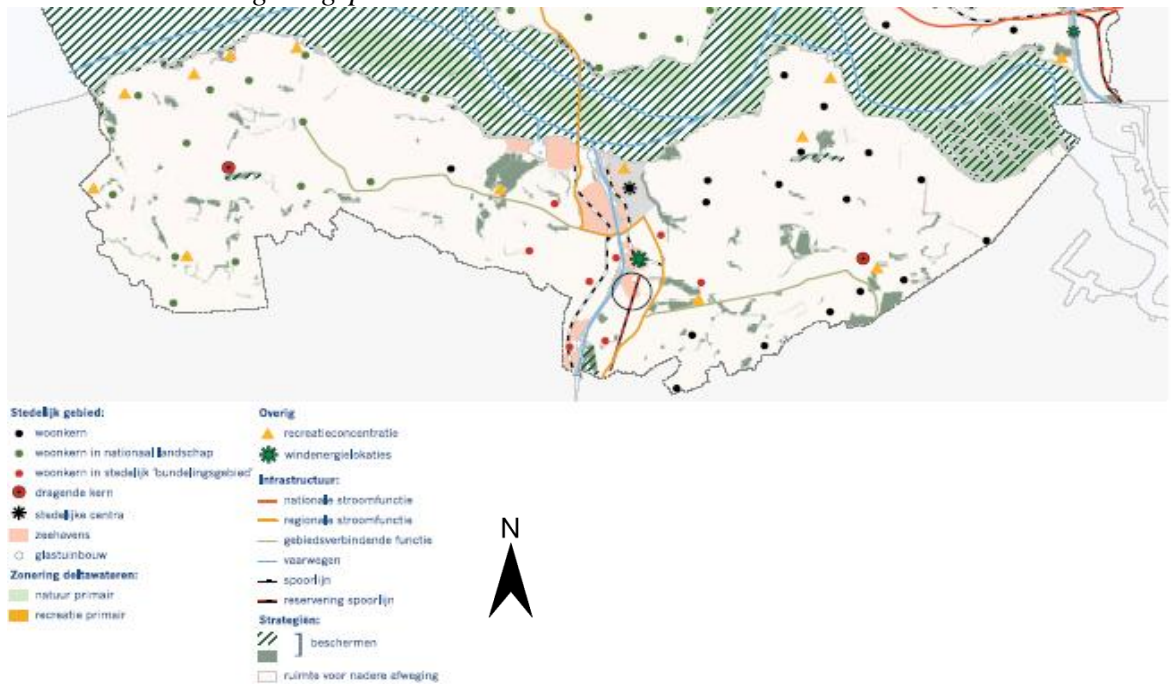 Stedelijk gebied:
woonkern
woonkern in nationaal landschap
woonkern in stedelijk 'bundelingsgebied'
dragende kern
stedelijke centra
zeehavens
glastuinbouw
Zonering deltawateren:
natuur primair
recreatie primair
Overig
recreatieconcentratie
windenergielokaties
Infrastructuur:
nationale stroomfunctie
regionale stroomfunctie
gebiedsverbindende functie
vaarwegen
spoorlijn
reservering spoorlijn
Strategiën:
beschermen
ruimte voor nadere afweging
N